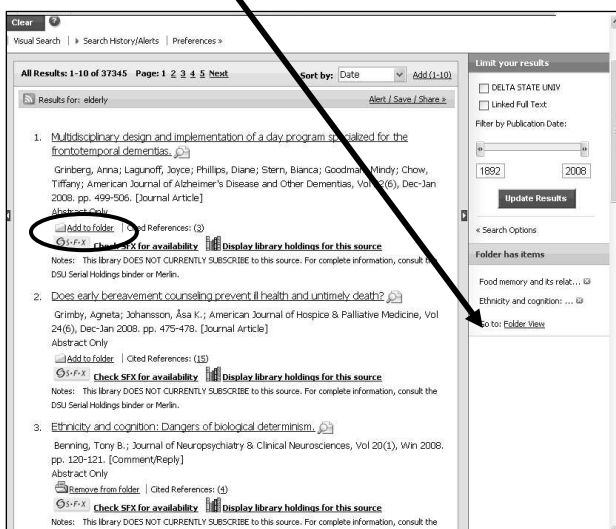 Clear ?
Visual Search | Search History/Alerts | Preferences »
All Results: 1-10 of 37345 Page: 1 2 3 4 5 Next Sort by: Date Add (1-10)
Results for: elderly Alert / Save / Share »
1. Multidisciplinary design and implementation of a day program specialized for the
frontotemporal dementias.
Grinberg, Anna; Lagunoff, Joyce; Phillips, Diane; Stern, Bianca; Goodman, Mindy; Chow,
Tiffany; American Journal of Alzheimer's Disease and Other Dementias, Vol 22(6), Dec-Jan
2008. pp. 499-506. [Journal Article]
Abstract Only
Add to folder | Cited References: (3)
S·F·X Check SFX for availability Display library holdings for this source
Notes: This library DOES NOT CURRENTLY SUBSCRIBE to this source. For complete information, consult the
DSU Serial Holdings binder or Merlin.
2. Does early bereavement counseling prevent ill health and untimely death?
Grimby, Agneta; Johansson, Åsa K.; American Journal of Hospice & Palliative Medicine, Vol
24(6), Dec-Jan 2008. pp. 475-478. [Journal Article]
Abstract Only
Add to folder | Cited References: (15)
S·F·X Check SFX for availability Display library holdings for this source
Notes: This library DOES NOT CURRENTLY SUBSCRIBE to this source. For complete information, consult the
DSU Serial Holdings binder or Merlin.
3. Ethnicity and cognition: Dangers of biological determinism.
Benning, Tony B.; Journal of Neuropsychiatry & Clinical Neurosciences, Vol 20(1), Win 2008.
pp. 120-121. [Comment/Reply]
Abstract Only
Remove from folder | Cited References: (4)
S·F·X Check SFX for availability Display library holdings for this source
Notes: This library DOES NOT CURRENTLY SUBSCRIBE to this source. For complete information, consult the
Limit your results
DELTA STATE UNIV
Linked Full Text
Filter by Publication Date:
1892 2008
Update Results
« Search Options
Folder has items
Food memory and its relat...
Ethnicity and cognition: ...
Go to: Folder View